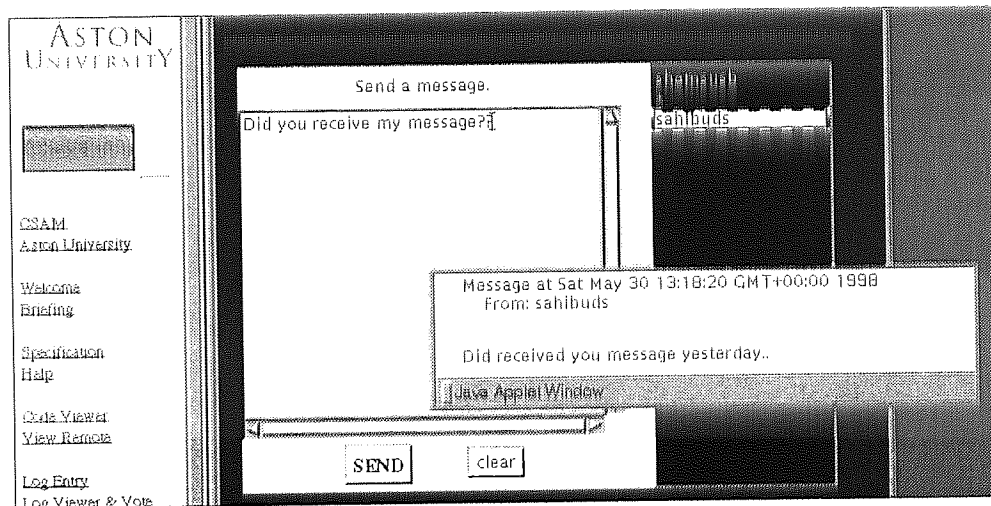 ASTON
UNIVERSITY
CSAM
Aston University
Welcome
Briefing
Specification
Help
Code Viewer
View Remote
Log Entry
Log Viewer & Vote
Send a message.
Did you receive my message??
SEND
clear
sahibuds
Message at Sat May 30 13:18:20 GMT+00:00 1998
From: sahibuds
Did received you message yesterday..
Java Applet Window